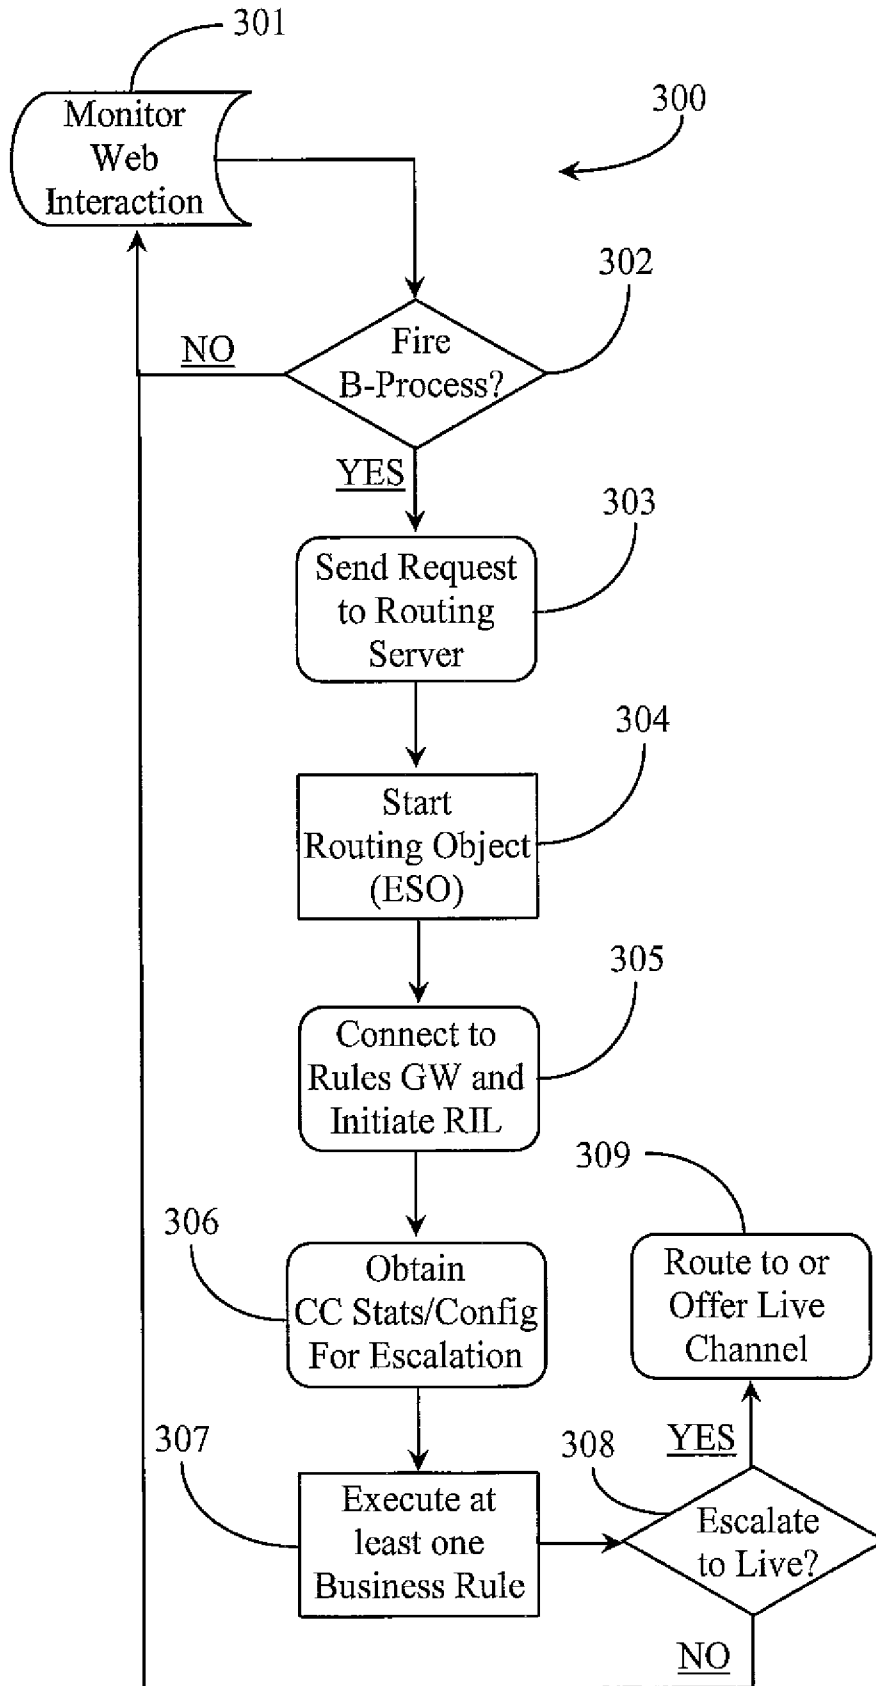 301
Monitor
Web
Interaction
300
302
Fire
B-Process?
NO
YES
303
Send Request
to Routing
Server
304
Start
Routing Object
(ESO)
305
Connect to
Rules GW and
Initiate RIL
306
Obtain
CC Stats/Config
For Escalation
309
Route to or
Offer Live
Channel
307
Execute at
least one
Business Rule
308
YES
Escalate
to Live?
NO